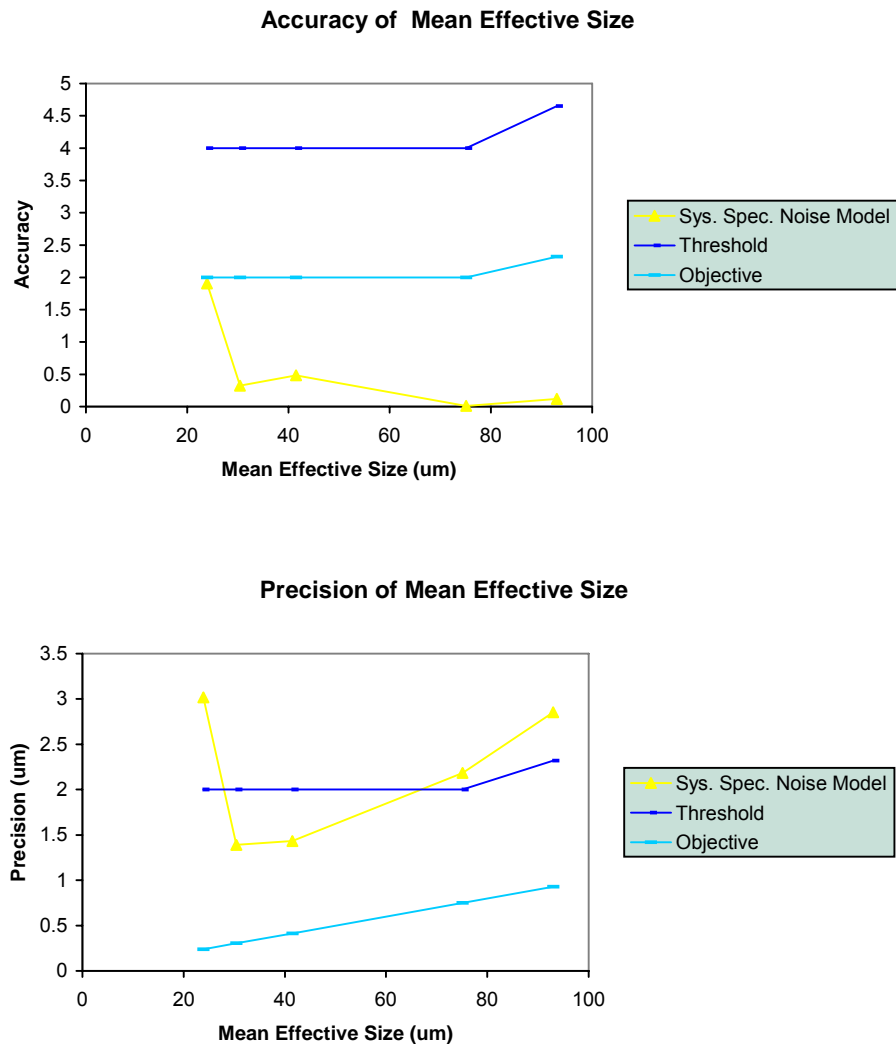 Accuracy of  Mean Effective Size
5
4.5
4
3.5
3
2.5
2
1.5
1
0.5
0
Accuracy
0 20 40 60 80 100
Mean Effective Size (um)
Sys. Spec. Noise Model
Threshold
Objective
Precision of Mean Effective Size
3.5
3
2.5
2
1.5
1
0.5
0
Precision (um)
0 20 40 60 80 100
Mean Effective Size (um)
Sys. Spec. Noise Model
Threshold
Objective